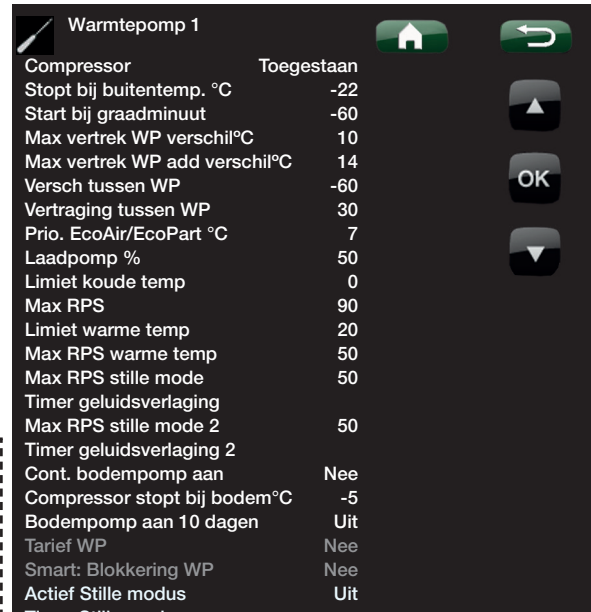 Warmtepomp 1
Compressor Toegestaan
Stopt bij buitentemp. °C -22
Start bij graadminuut -60
Max vertrek WP verschilºC 10
Max vertrek WP add verschilºC 14
Versch tussen WP -60
Vertraging tussen WP 30
Prio. EcoAir/EcoPart °C 7
Laadpomp % 50
OK
Limiet koude temp 0
Max RPS 90
Limiet warme temp 20
Max RPS warme temp 50
Max RPS stille mode 50
Timer geluidsverlaging
Max RPS stille mode 2 50
Timer geluidsverlaging 2
Cont. bodempomp aan Nee
Compressor stopt bij bodem°C -5
Bodempomp aan 10 dagen Uit
Tarief WP Nee
Smart: Blokkering WP Nee
Actief Stille modus Uit